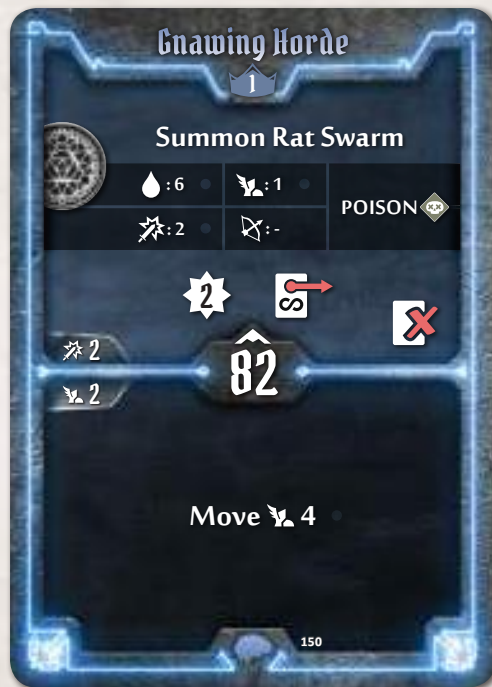 Gnawing Horde
1
Summon Rat Swarm
:6
:1
POISON
:2
:-
2
2
82
2
Move 4
150